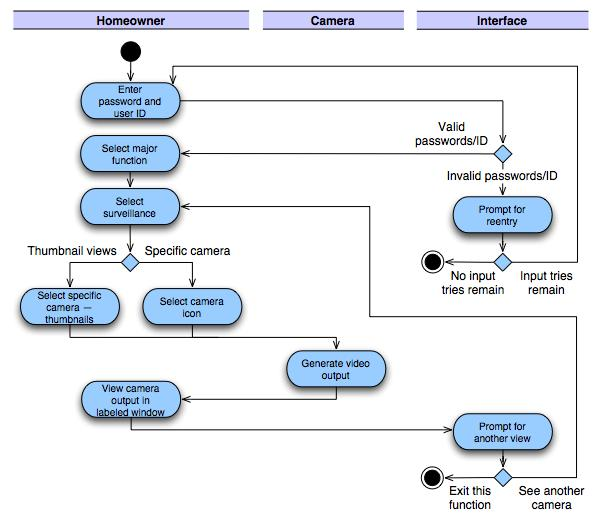 Homeowner
Camera
Interface
Enter
password and
user ID
Valid
passwords/ID
Select major
function
Invalid passwords/ID
Select
surveillance
Prompt for
reentry
Thumbnail views
Specific camera
No input
tries remain
Input tries
remain
Select specific
camera —
thumbnails
Select camera
icon
Generate video
output
View camera
output in
labeled window
Prompt for
another view
Exit this
function
See another
camera